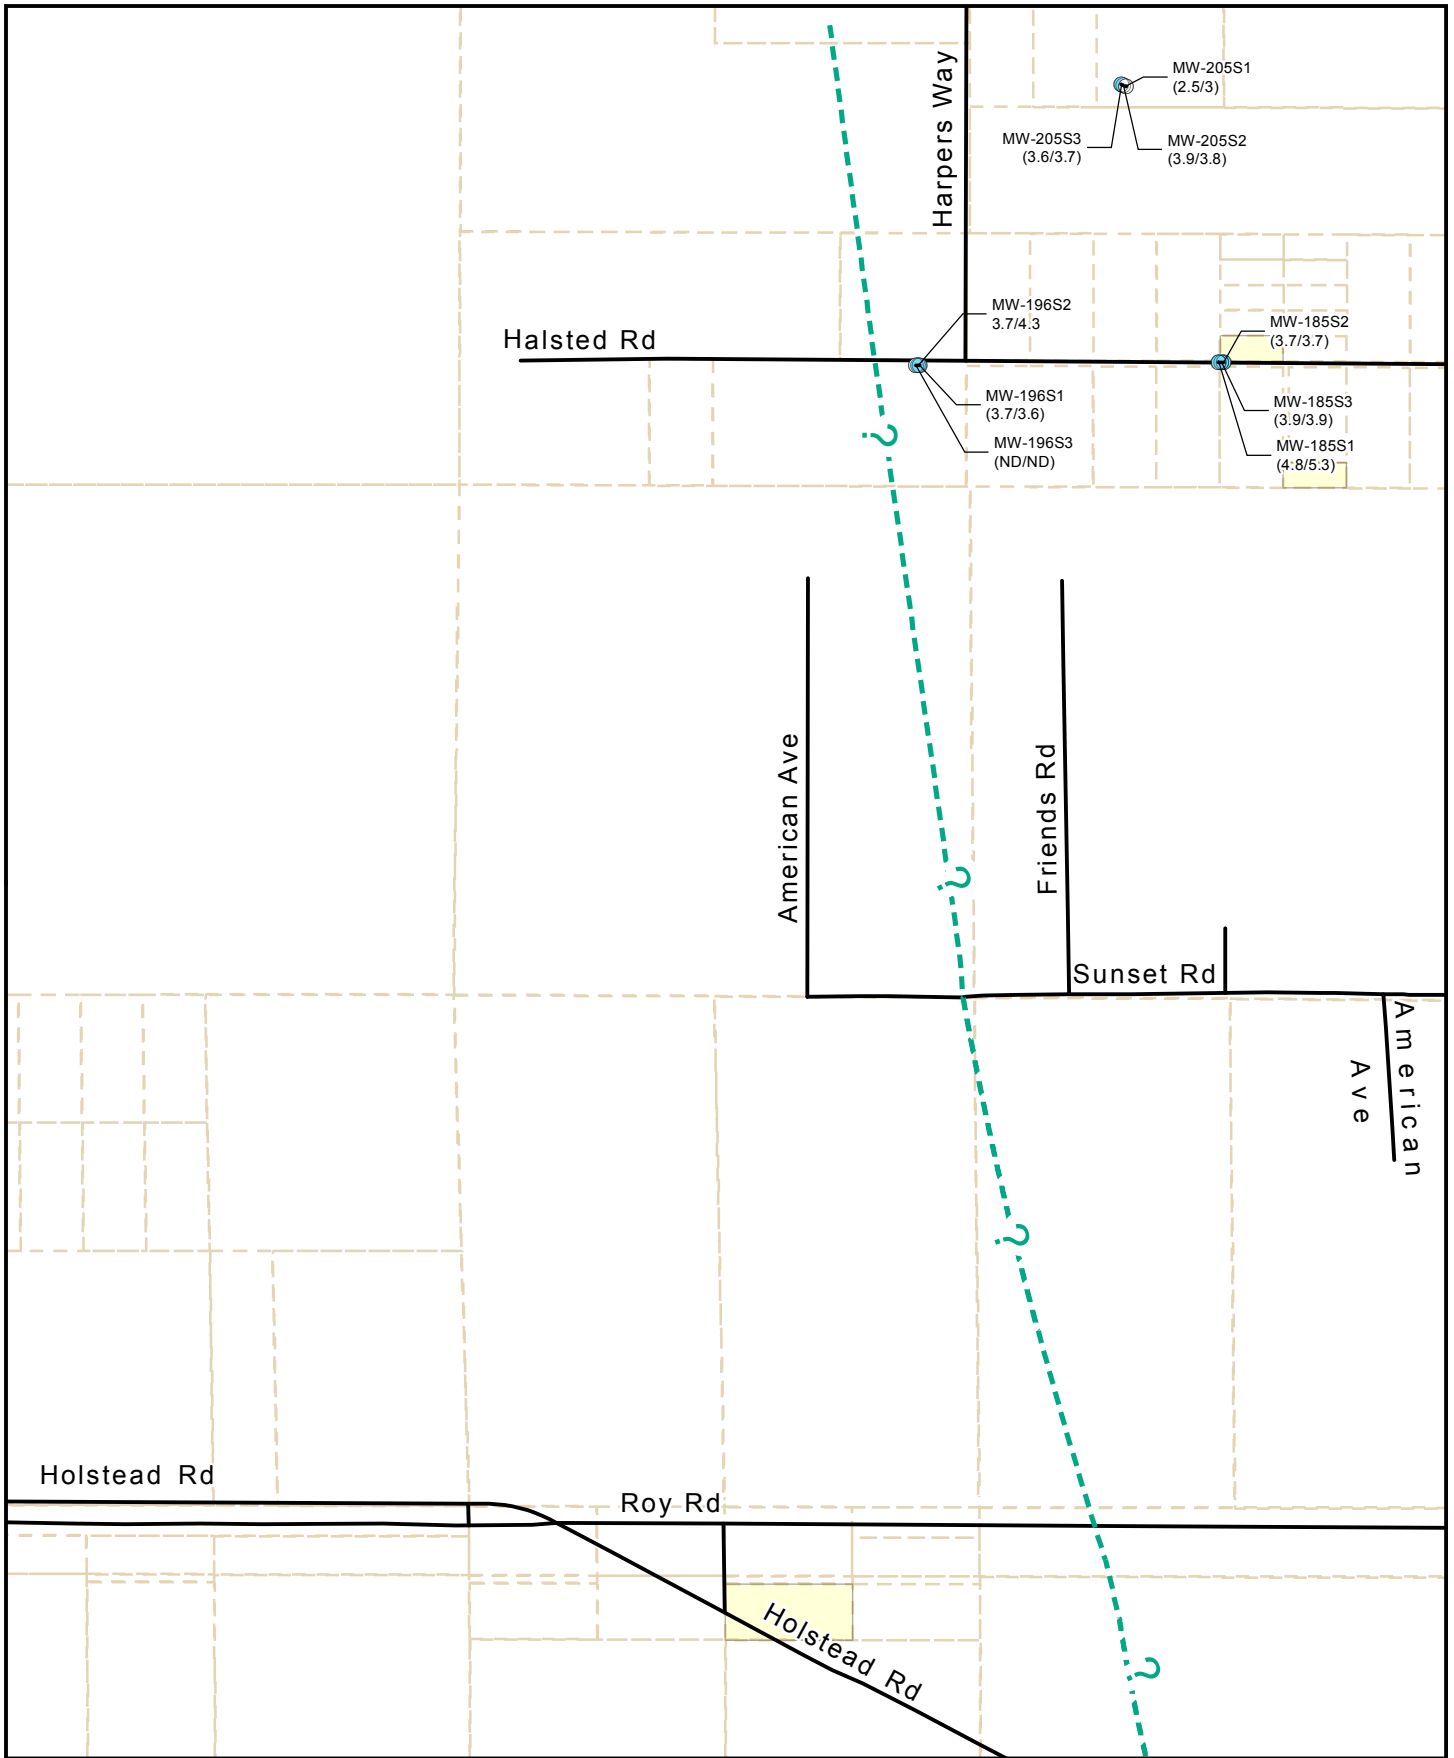 MW-205S1
(2.5/3)
MW-205S3
(3.6/3.7)
MW-205S2
(3.9/3.8)
Harpers Way
MW-196S2
3.7/4.3
Halsted Rd
MW-185S2
(3.7/3.7)
MW-196S1
(3.7/3.6)
MW-185S3
(3.9/3.9)
?
MW-196S3
(ND/ND)
MW-185S1
(4.8/5.3)
American Ave
Friends Rd
?
Sunset Rd
American
Ave
?
Holstead Rd
Roy Rd
Holstead Rd
?